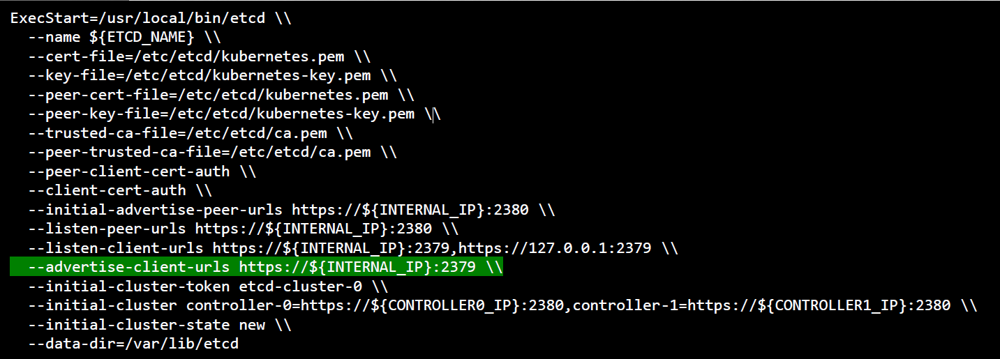 ExecStart=/usr/local/bin/etcd \\
--name ${ETCD_NAME} \\
--cert-file=/etc/etcd/kubernetes.pem \\
--key-file=/etc/etcd/kubernetes-key.pem \\
--peer-cert-file=/etc/etcd/kubernetes.pem \\
--peer-key-file=/etc/etcd/kubernetes-key.pem \\
--trusted-ca-file=/etc/etcd/ca.pem \\
--peer-trusted-ca-file=/etc/etcd/ca.pem \\
--peer-client-cert-auth \\
--client-cert-auth \\
--initial-advertise-peer-urls https://${INTERNAL_IP}:2380 \\
--listen-peer-urls https://${INTERNAL_IP}:2380 \\
--listen-client-urls https://${INTERNAL_IP}:2379,https://127.0.0.1:2379 \\
--advertise-client-urls https://${INTERNAL_IP}:2379 \\
--initial-cluster-token etcd-cluster-0 \\
--initial-cluster controller-0=https://${CONTROLLER0_IP}:2380,controller-1=https://${CONTROLLER1_IP}:2380 \\
--initial-cluster-state new \\
--data-dir=/var/lib/etcd